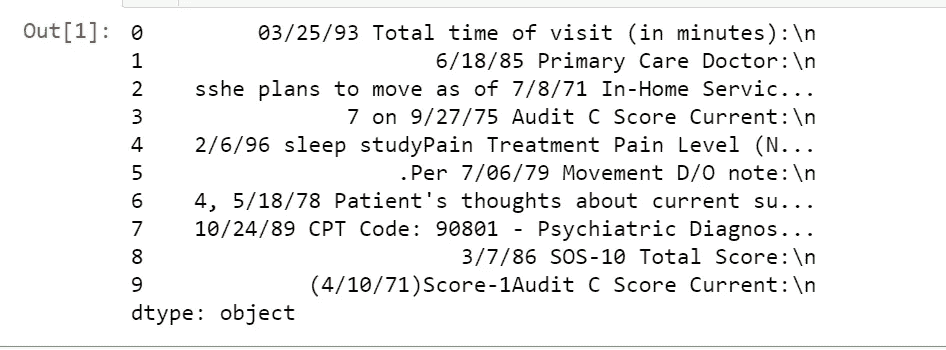 Out[1]: 0 03/25/93 Total time of visit (in minutes):\n
1 6/18/85 Primary Care Doctor:\n
2 sshe plans to move as of 7/8/71 In-Home Servic...
3 7 on 9/27/75 Audit C Score Current:\n
4 2/6/96 sleep studyPain Treatment Pain Level (N...
5 .Per 7/06/79 Movement D/O note:\n
6 4, 5/18/78 Patient's thoughts about current su...
7 10/24/89 CPT Code: 90801 - Psychiatric Diagnos...
8 3/7/86 SOS-10 Total Score:\n
9 (4/10/71)Score-1Audit C Score Current:\n
dtype: object